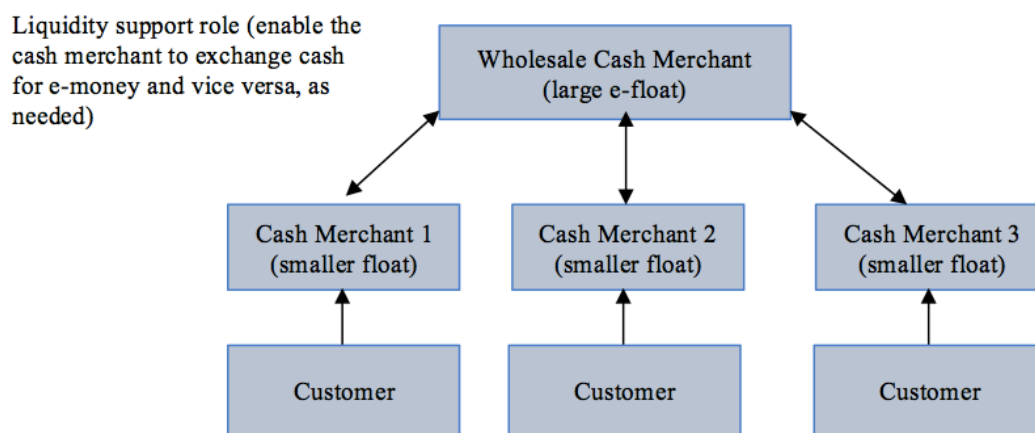 Liquidity support role (enable the
cash merchant to exchange cash
for e-money and vice versa, as
needed)
Wholesale Cash Merchant
(large e-float)
Cash Merchant 1
(smaller float)
Cash Merchant 2
(smaller float)
Cash Merchant 3
(smaller float)
Customer
Customer
Customer